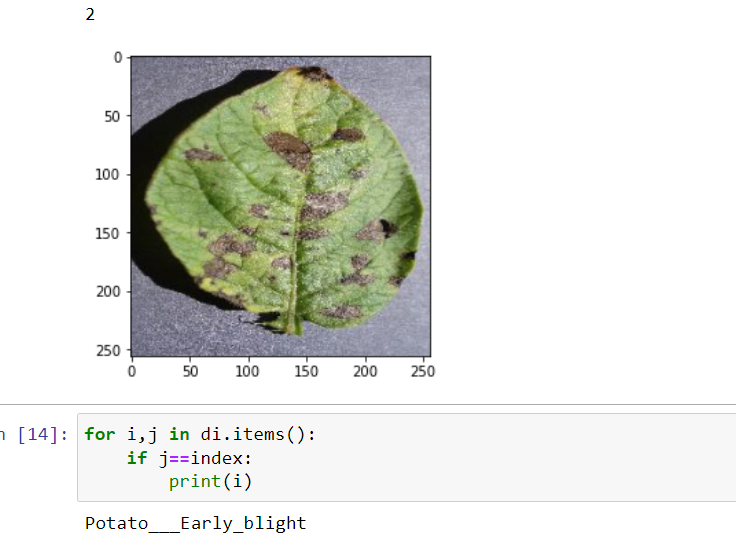 2
0
50
100
150
200
250
0 50 100 150 200 250
n [14]: for i,j in di.items():
    if j==index:
        print(i)
Potato___Early_blight